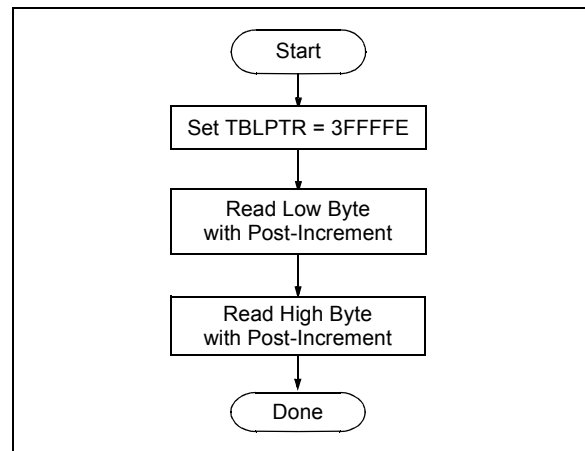 Start
Set TBLPTR = 3FFFFE
Read Low Byte
with Post-Increment
Read High Byte
with Post-Increment
Done